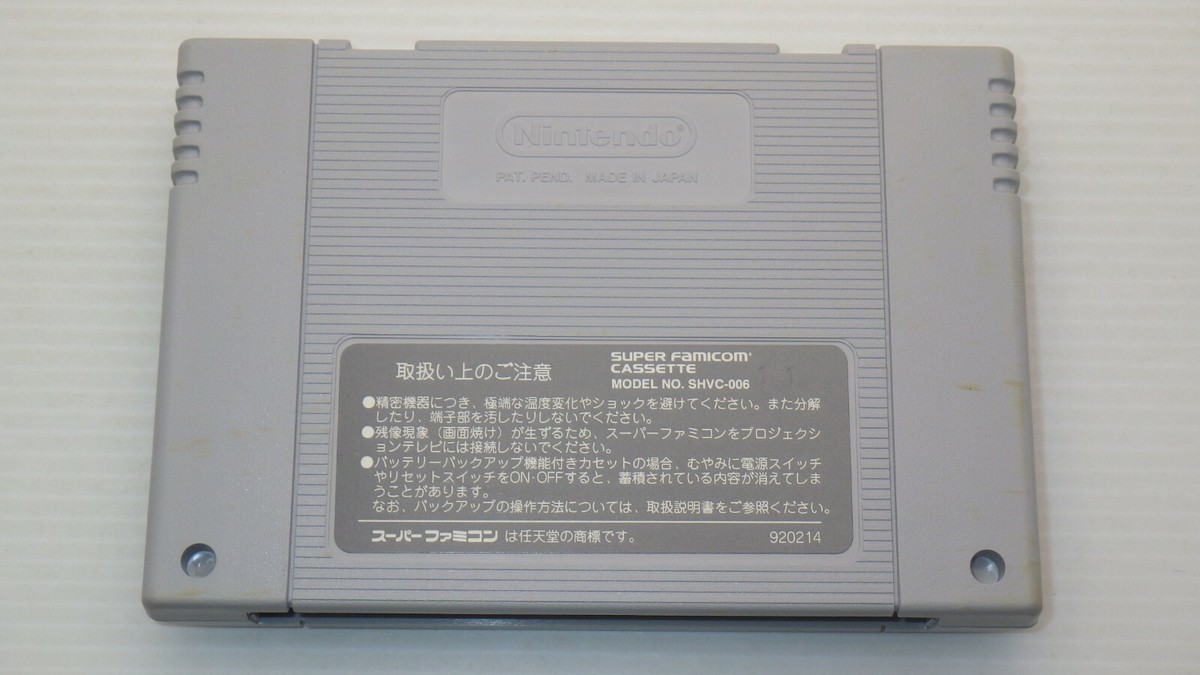 Nintendo®
PAT. PEND. MADE IN JAPAN
取扱い上のご注意
SUPER FAMICOM
CASSETTE
MODEL NO. SHVC-006
●精密機器につき、極端な温度変化やショックを避けてください。また分解
したり、端子部を汚したりしないでください。
●残像現象(画面焼け)が生ずるため、スーパーファミコンをプロジェクシ
ョンテレビには接続しないでください。
●バッテリーバックアップ機能付きカセットの場合、むやみに電源スイッチ
やリセットスイッチをON・OFFすると、蓄積されている内容が消えてしま
うことがあります。
なお、バックアップの操作方法については、取扱説明書をご参照ください。
スーパーファミコン は任天堂の商標です。
920214